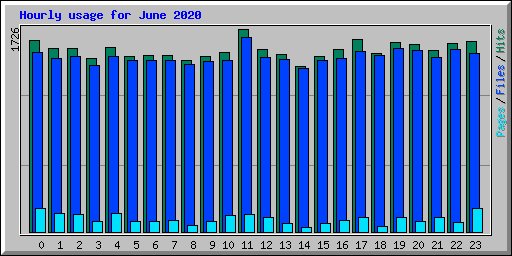 Hourly usage for June 2020
1726
Pages/Files/Hits
0 1 2 3 4 5 6 7 8 9 10 11 12 13 14 15 16 17 18 19 20 21 22 23